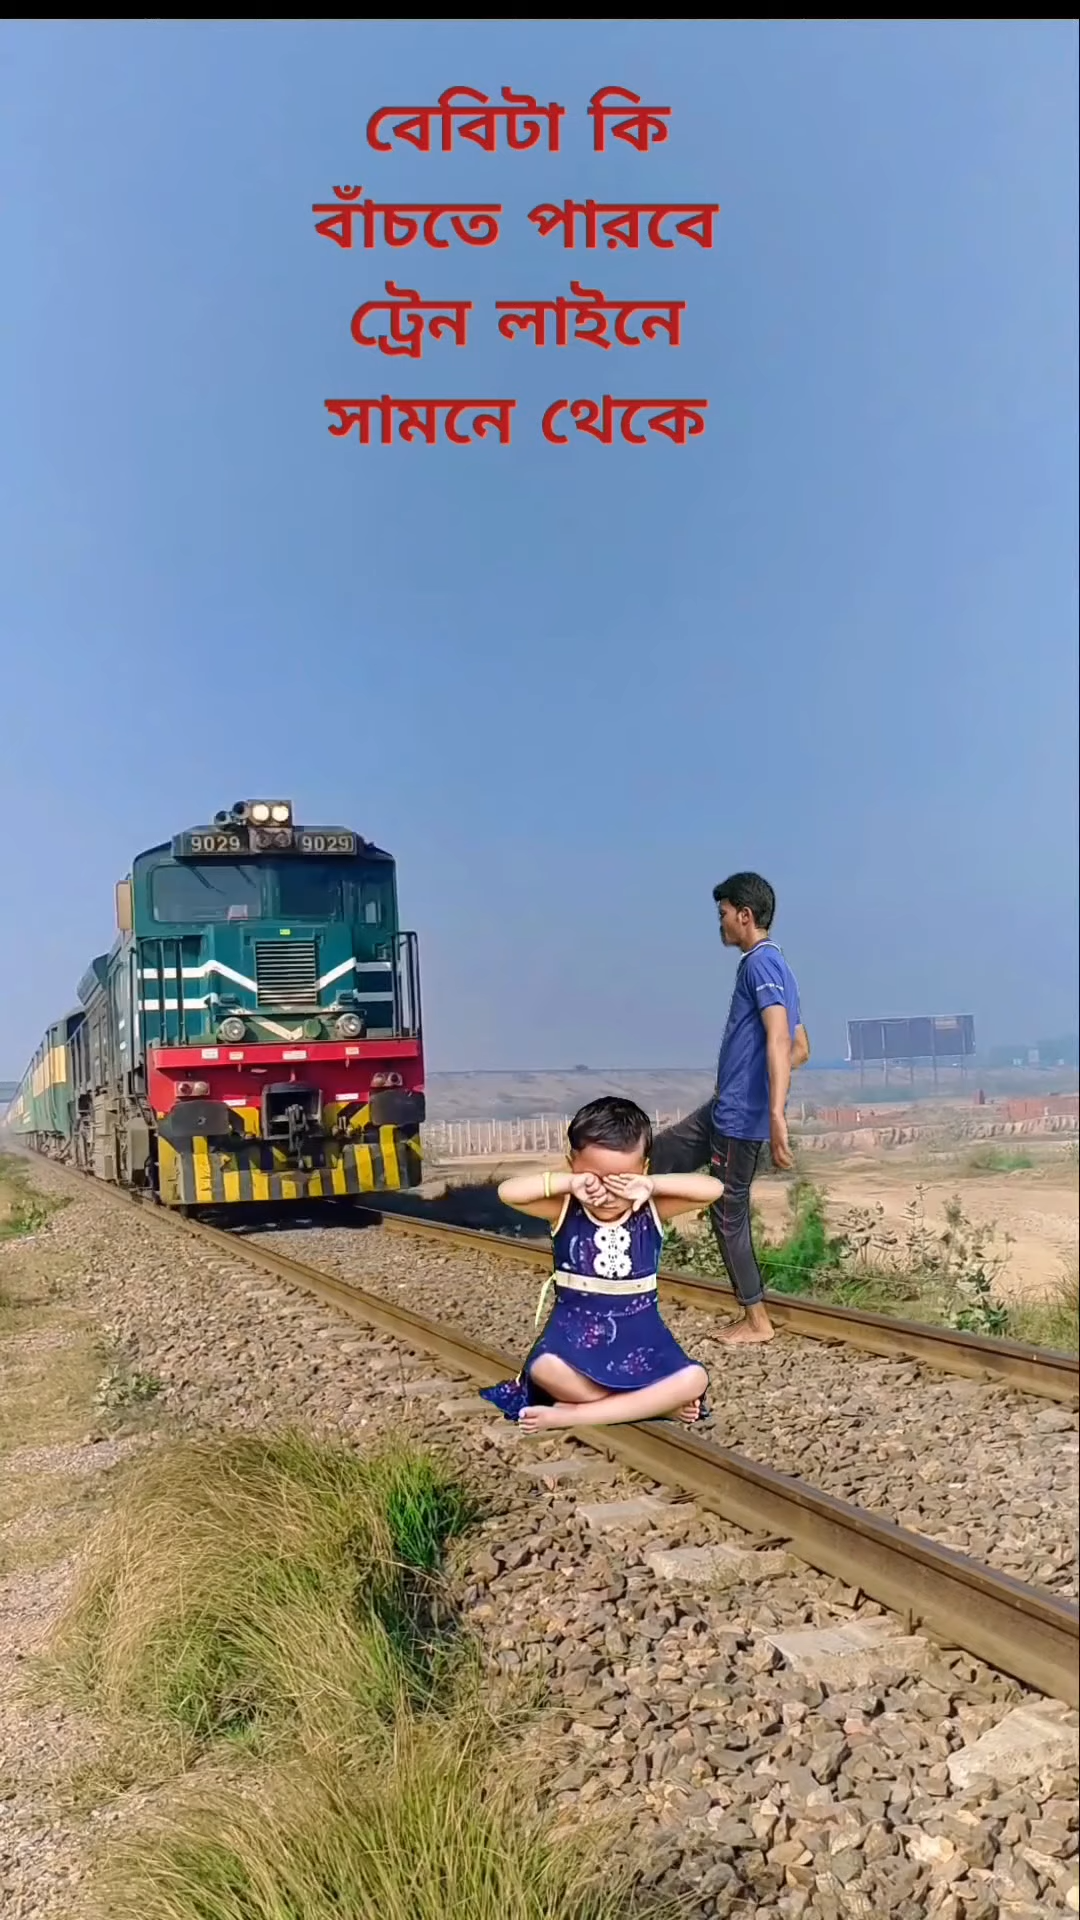 বেবিটা কি
বাঁচতে পারবে
ট্রেন লাইনে
সামনে থেকে
9029 9029